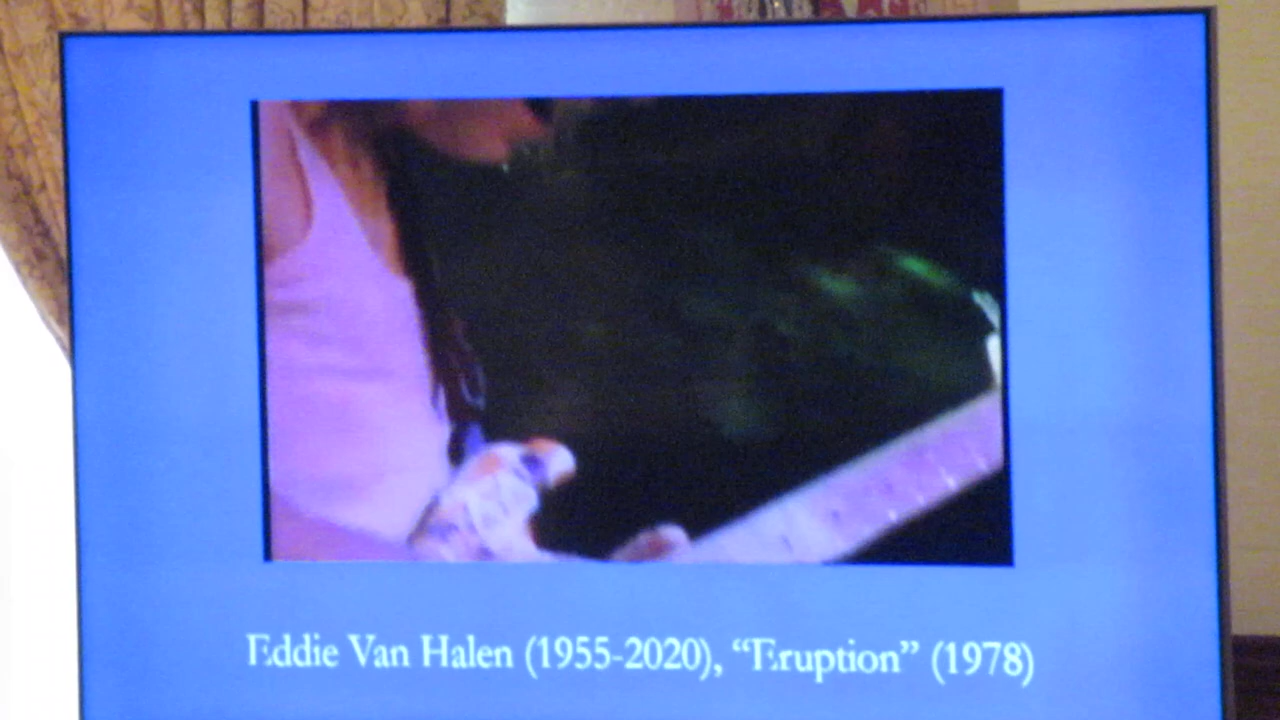 Eddie Van Halen (1955-2020), “Eruption” (1978)